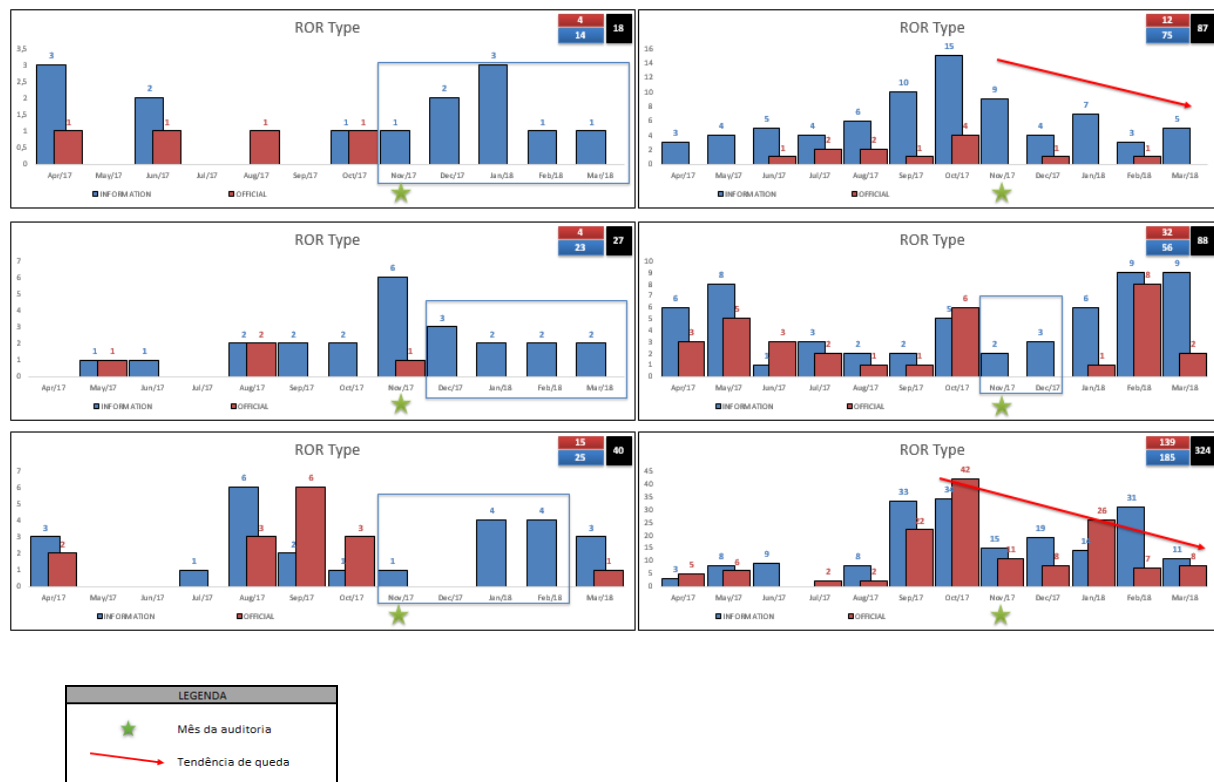 ROR Type
4
14
18
3,5
3
2,5
2
1,5
1
0,5
0
3 1 2 1 1 1 1 1 2 3 1 1
Apr/17 May/17 Jun/17 Jul/17 Aug/17 Sep/17 Oct/17 Nov/17 Dec/17 Jan/18 Feb/18 Mar/18
INFORMATION OFFICIAL
ROR Type
12
75
87
16
14
12
10
8
6
4
2
0
3 4 5 1 4 2 6 2 10 1 15 4 9 4 1 7 3 1 5
Apr/17 May/17 Jun/17 Jul/17 Aug/17 Sep/17 Oct/17 Nov/17 Dec/17 Jan/18 Feb/18 Mar/18
INFORMATION OFFICIAL
ROR Type
4
23
27
7
6
5
4
3
2
1
0
1 1 1 2 2 2 2 6 1 3 2 2 2
Apr/17 May/17 Jun/17 Jul/17 Aug/17 Sep/17 Oct/17 Nov/17 Dec/17 Jan/18 Feb/18 Mar/18
INFORMATION OFFICIAL
ROR Type
32
56
88
10
9
8
7
6
5
4
3
2
1
0
6 3 8 5 1 3 3 2 2 1 2 1 5 6 2 3 6 1 9 8 9 2
Apr/17 May/17 Jun/17 Jul/17 Aug/17 Sep/17 Oct/17 Nov/17 Dec/17 Jan/18 Feb/18 Mar/18
INFORMATION OFFICIAL
ROR Type
15
25
40
7
6
5
4
3
2
1
0
3 2 1 6 3 2 6 1 3 1 4 4 3 1
Apr/17 May/17 Jun/17 Jul/17 Aug/17 Sep/17 Oct/17 Nov/17 Dec/17 Jan/18 Feb/18 Mar/18
INFORMATION OFFICIAL
ROR Type
139
185
324
45
40
35
30
25
20
15
10
5
0
3 5 8 6 9 2 8 2 33 22 34 42 15 11 19 8 14 26 31 7 11 8
Apr/17 May/17 Jun/17 Jul/17 Aug/17 Sep/17 Oct/17 Nov/17 Dec/17 Jan/18 Feb/18 Mar/18
INFORMATION OFFICIAL
LEGENDA
Mês da auditoria
Tendência de queda